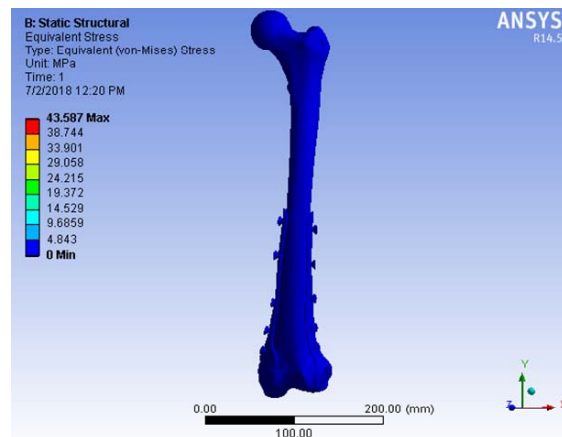 B: Static Structural
Equivalent Stress
Type: Equivalent (von-Mises) Stress
Unit: MPa
Time: 1
7/2/2018 12:20 PM
43.587 Max
38.744
33.901
29.058
24.215
19.372
14.529
9.6859
4.843
0 Min
ANSYS
R14.5
0.00 200.00 (mm)
100.00
Y
Z